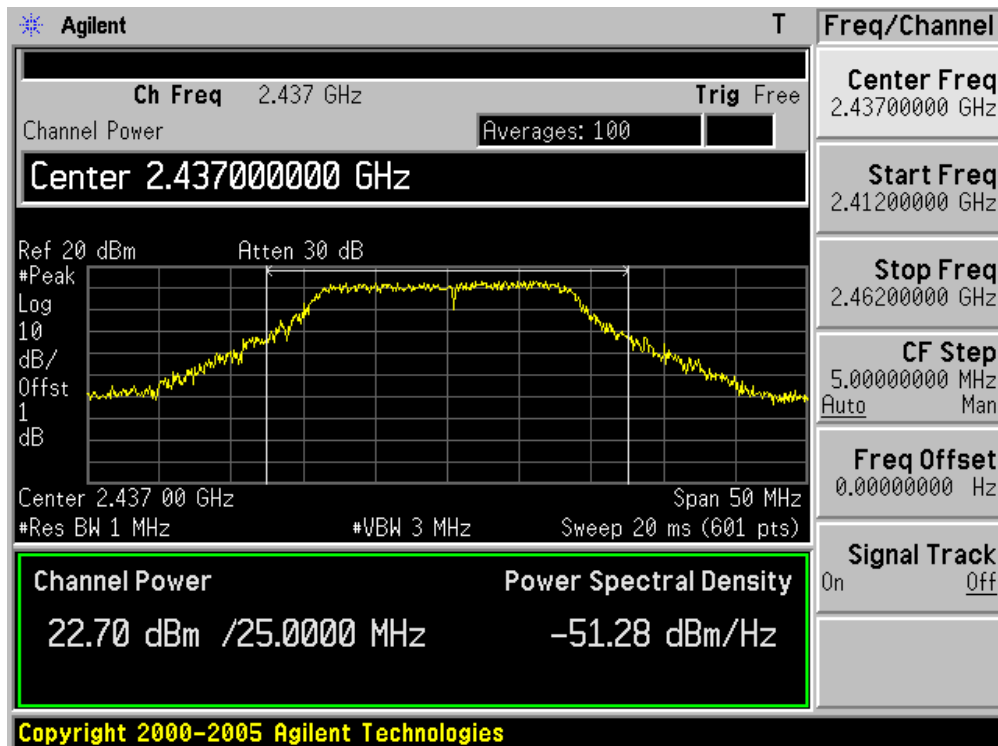 Agilent T
Ch Freq 2.437 GHz Trig Free
Channel Power Averages: 100
Center 2.437000000 GHz
Ref 20 dBm Atten 30 dB
#Peak
Log
10
dB/
Offst
1
dB
Center 2.437 00 GHz Span 50 MHz
#Res BW 1 MHz #VBW 3 MHz Sweep 20 ms (601 pts)
Channel Power Power Spectral Density
22.70 dBm /25.0000 MHz -51.28 dBm/Hz
Copyright 2000-2005 Agilent Technologies
Freq/Channel
Center Freq
2.43700000 GHz
Start Freq
2.41200000 GHz
Stop Freq
2.46200000 GHz
CF Step
5.00000000 MHz
Auto Man
Freq Offset
0.00000000 Hz
Signal Track
On Off